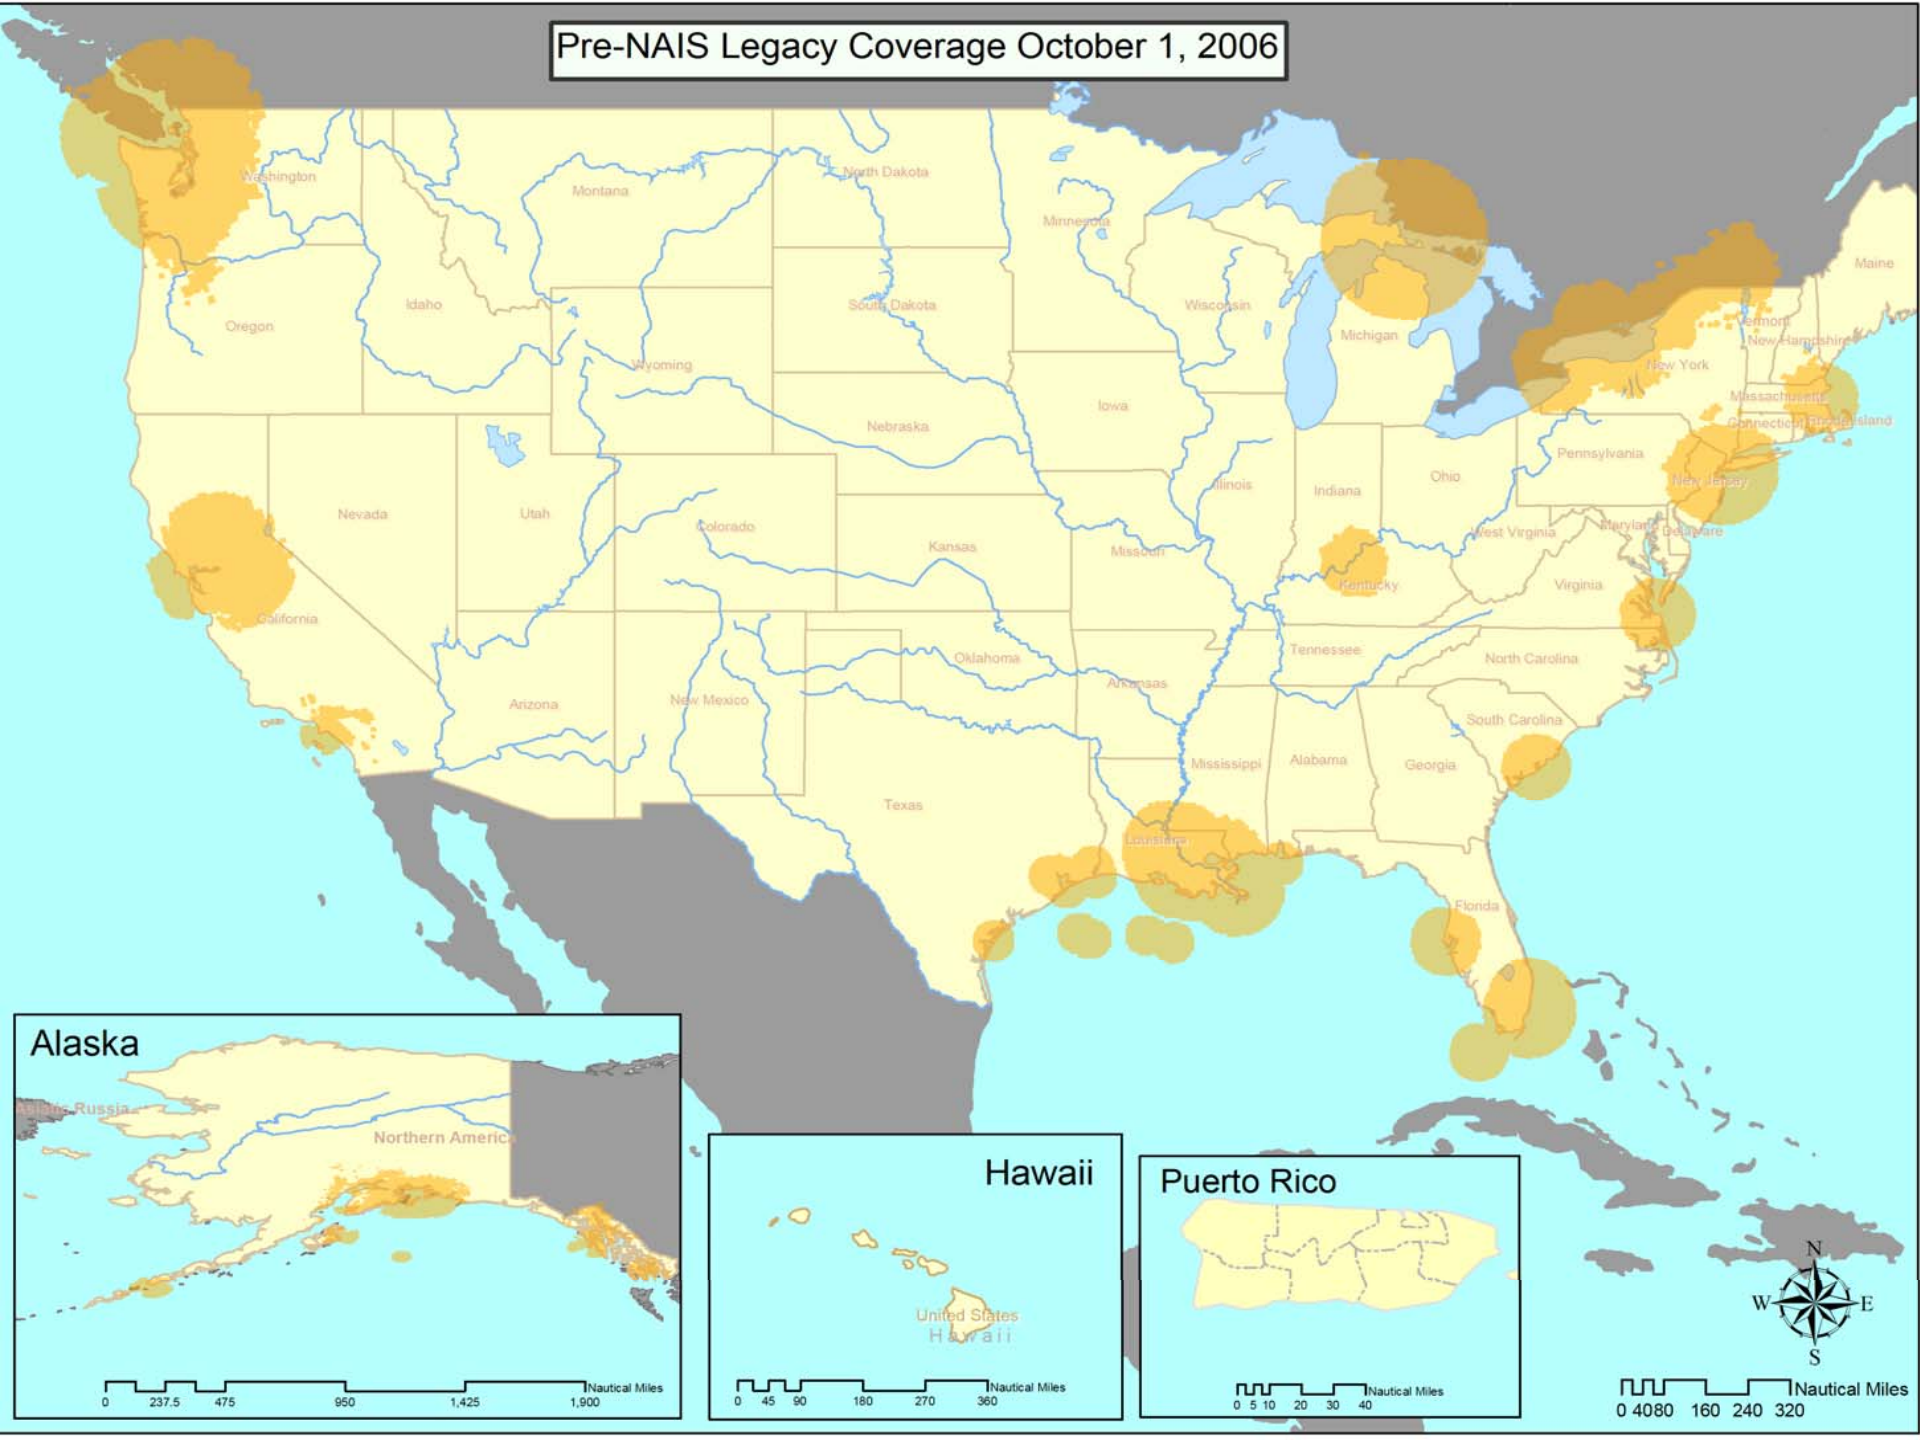 Pre-NAIS Legacy Coverage October 1, 2006
Washington
Montana
North Dakota
Minnesota
Maine
Idaho
South Dakota
Wisconsin
Oregon
Michigan
Vermont
New Hampshire
Wyoming
New York
Iowa
Massachusetts
Nebraska
Connecticut
Rhode Island
Pennsylvania
Ohio
Illinois
Indiana
New Jersey
Nevada
Utah
Colorado
Kansas
Missouri
West Virginia
Maryland
Delaware
Kentucky
Virginia
California
Oklahoma
Tennessee
North Carolina
Arkansas
Arizona
New Mexico
South Carolina
Mississippi
Alabama
Georgia
Texas
Louisiana
Florida
Alaska
Asiatic Russia
Northern America
0 237.5 475 950 1,425 1,900
Nautical Miles
Hawaii
United States
Hawaii
0 45 90 180 270 360
Nautical Miles
Puerto Rico
0 5 10 20 30 40
Nautical Miles
N
W E
S
Nautical Miles
0 40 80 160 240 320